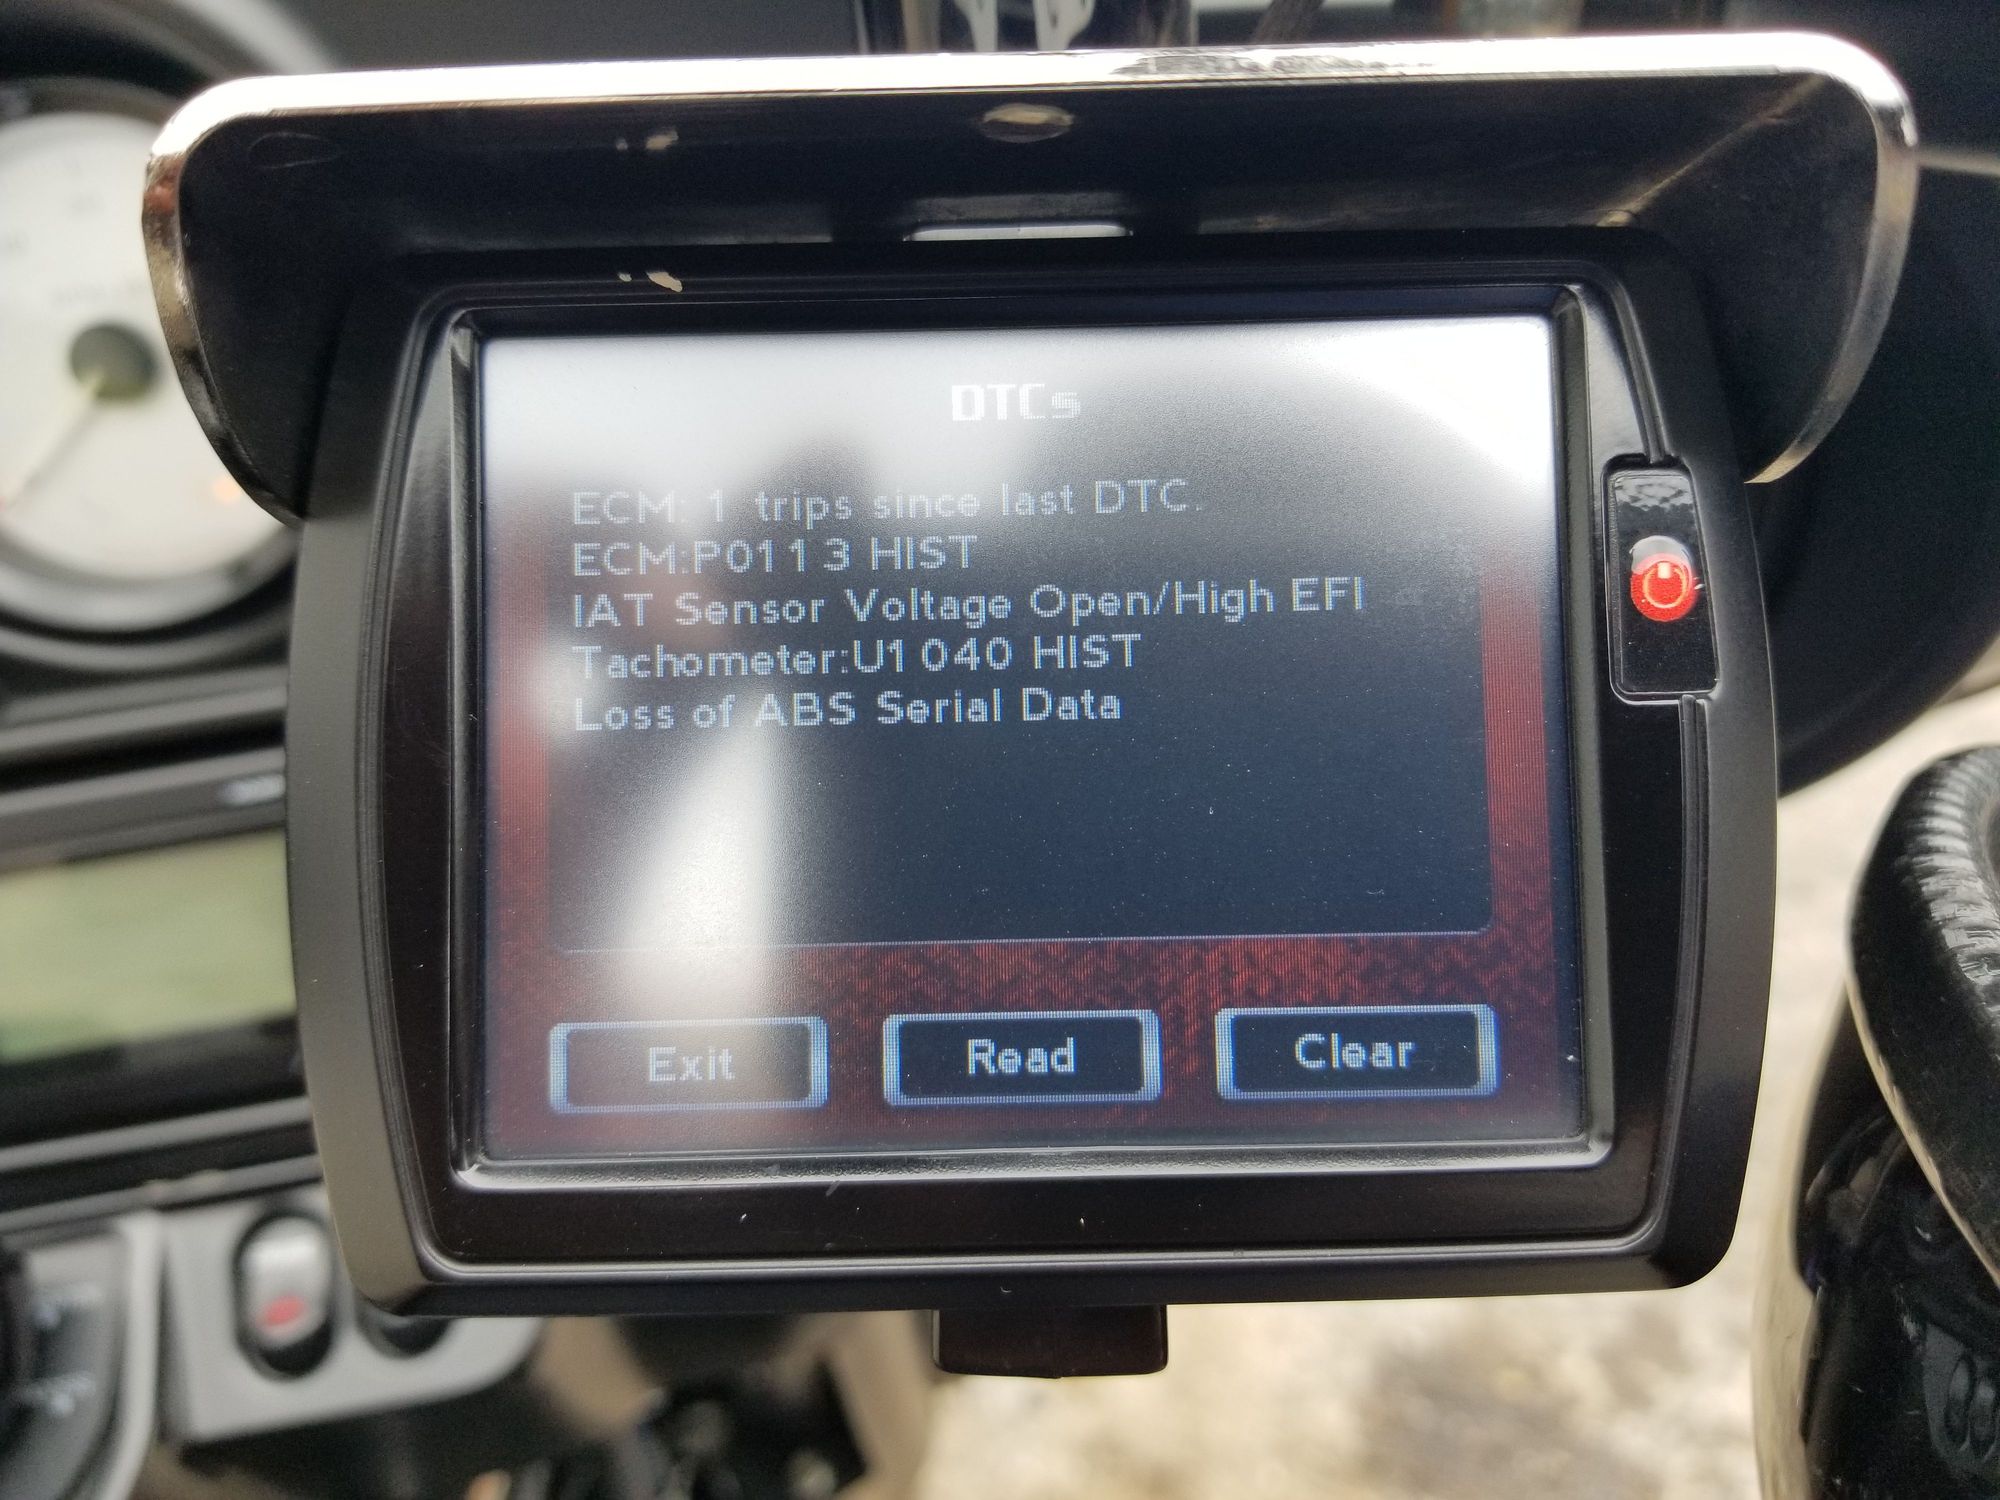 DTCs
ECM: 1 trips since last DTC.
ECM:P0113 HIST
IAT Sensor Voltage Open/High EFI
Tachometer:U1040 HIST
Loss of ABS Serial Data
Exit
Read
Clear